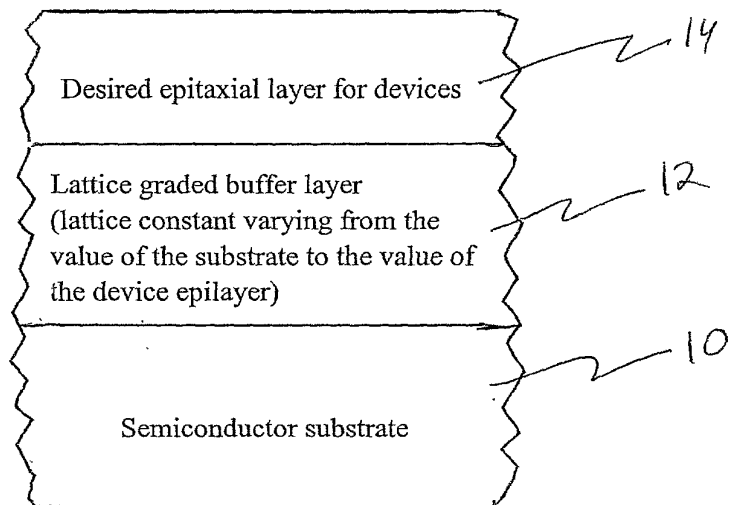 14
Desired epitaxial layer for devices
12
Lattice graded buffer layer
(lattice constant varying from the
value of the substrate to the value of
the device epilayer)
10
Semiconductor substrate